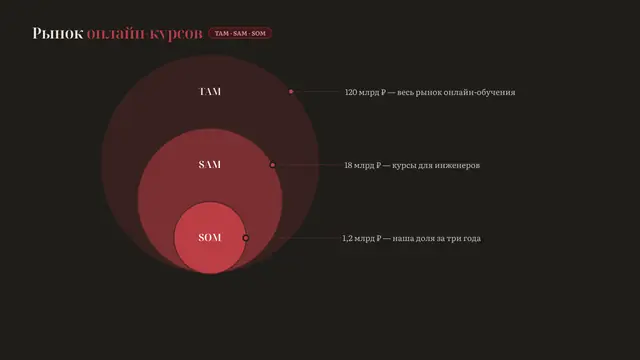 Рынок онлайн-курсов TAM · SAM · SOM
TAM
120 млрд ₽ — весь рынок онлайн-обучения
SAM
18 млрд ₽ — курсы для инженеров
SOM
1,2 млрд ₽ — наша доля за три года